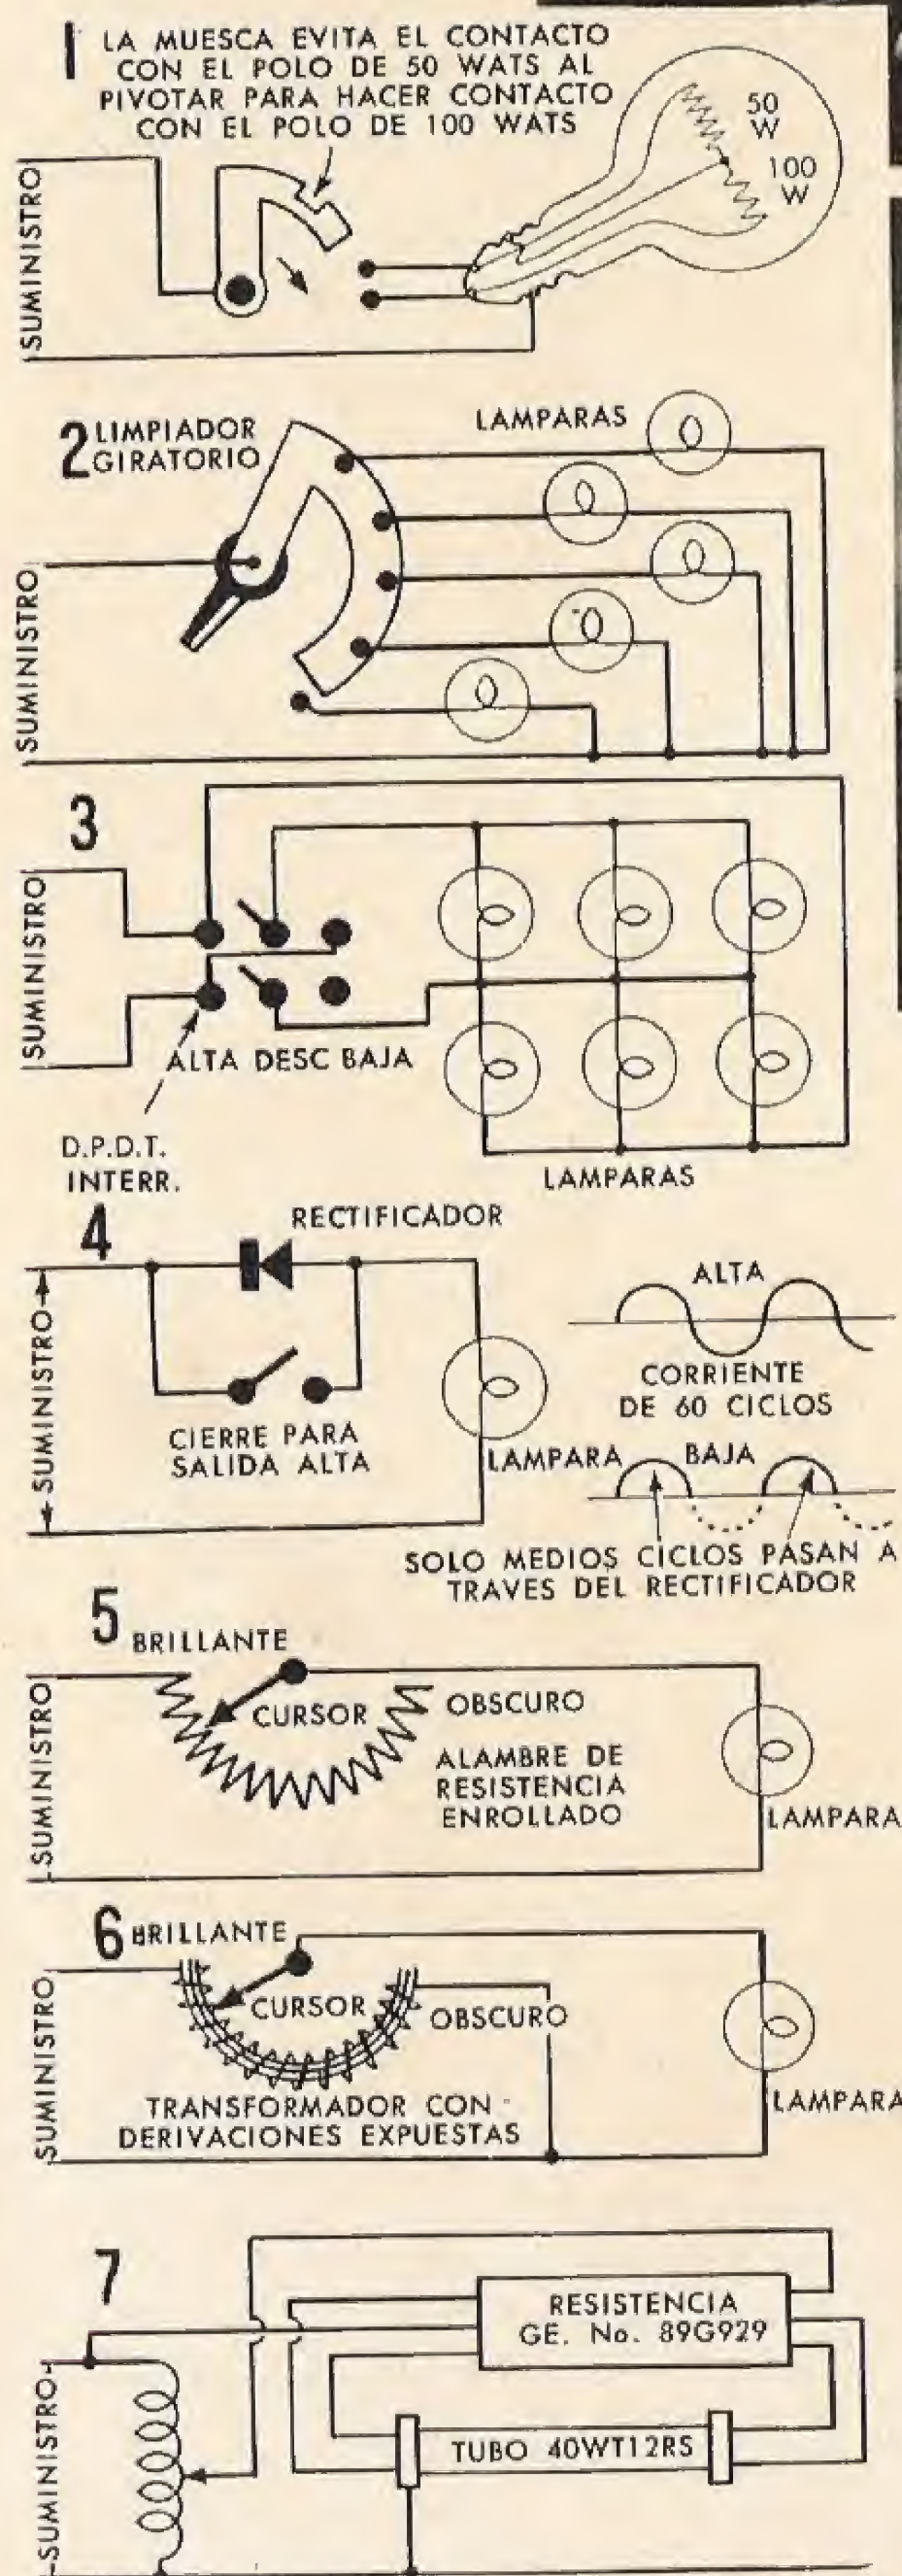 1
LA MUESCA EVITA EL CONTACTO
CON EL POLO DE 50 WATS AL
PIVOTAR PARA HACER CONTACTO
CON EL POLO DE 100 WATS
50
W
100
W
SUMINISTRO
2
LIMPIADOR
GIRATORIO
LAMPARAS
SUMINISTRO
3
SUMINISTRO
ALTA DESC BAJA
D.P.D.T.
INTERR.
LAMPARAS
4
RECTIFICADOR
SUMINISTRO
CIERRE PARA
SALIDA ALTA
LAMPARA
ALTA
CORRIENTE
DE 60 CICLOS
BAJA
SOLO MEDIOS CICLOS PASAN A
TRAVES DEL RECTIFICADOR
5
BRILLANTE
SUMINISTRO
CURSOR
OBSCURO
ALAMBRE DE
RESISTENCIA
ENROLLADO
LAMPARA
6
BRILLANTE
SUMINISTRO
CURSOR
OBSCURO
TRANSFORMADOR CON
DERIVACIONES EXPUESTAS
LAMPARA
7
RESISTENCIA
GE. No. 89G929
SUMINISTRO
TUBO 40WT12RS